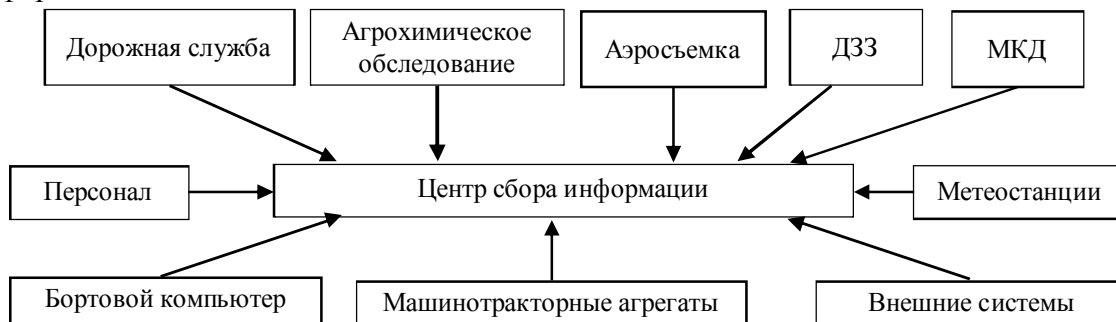 Дорожная служба
Агрохимическое
обследование
Аэросъемка
ДЗЗ
МКД
Персонал
Центр сбора информации
Метеостанции
Бортовой компьютер
Машинотракторные агрегаты
Внешние системы